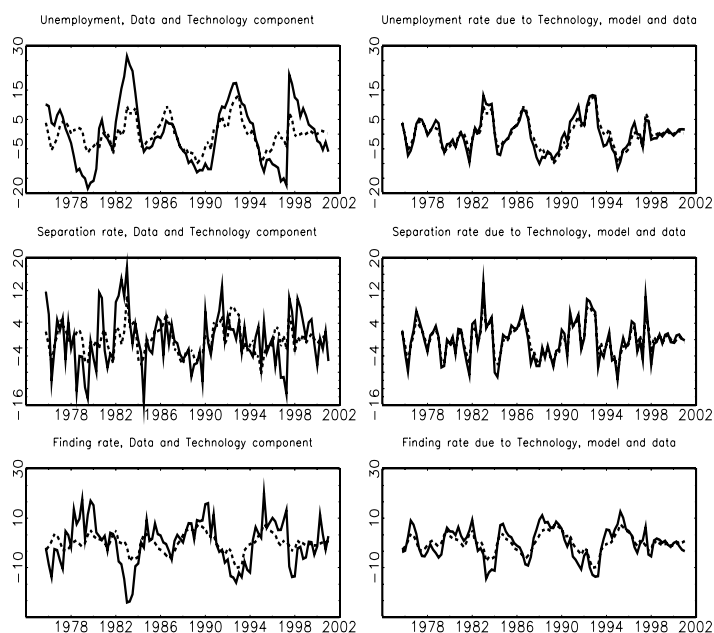 Unemployment, Data and Technology component
30
15
5
-5
-20
1978 1982 1986 1990 1994 1998 2002
Unemployment rate due to Technology, model and data
30
15
5
-5
-20
1978 1982 1986 1990 1994 1998 2002
Separation rate, Data and Technology component
20
12
4
-4
-16
1978 1982 1986 1990 1994 1998 2002
Separation rate due to Technology, model and data
20
12
4
-4
-16
1978 1982 1986 1990 1994 1998 2002
Finding rate, Data and Technology component
30
10
-10
1978 1982 1986 1990 1994 1998 2002
Finding rate due to Technology, model and data
30
10
-10
1978 1982 1986 1990 1994 1998 2002